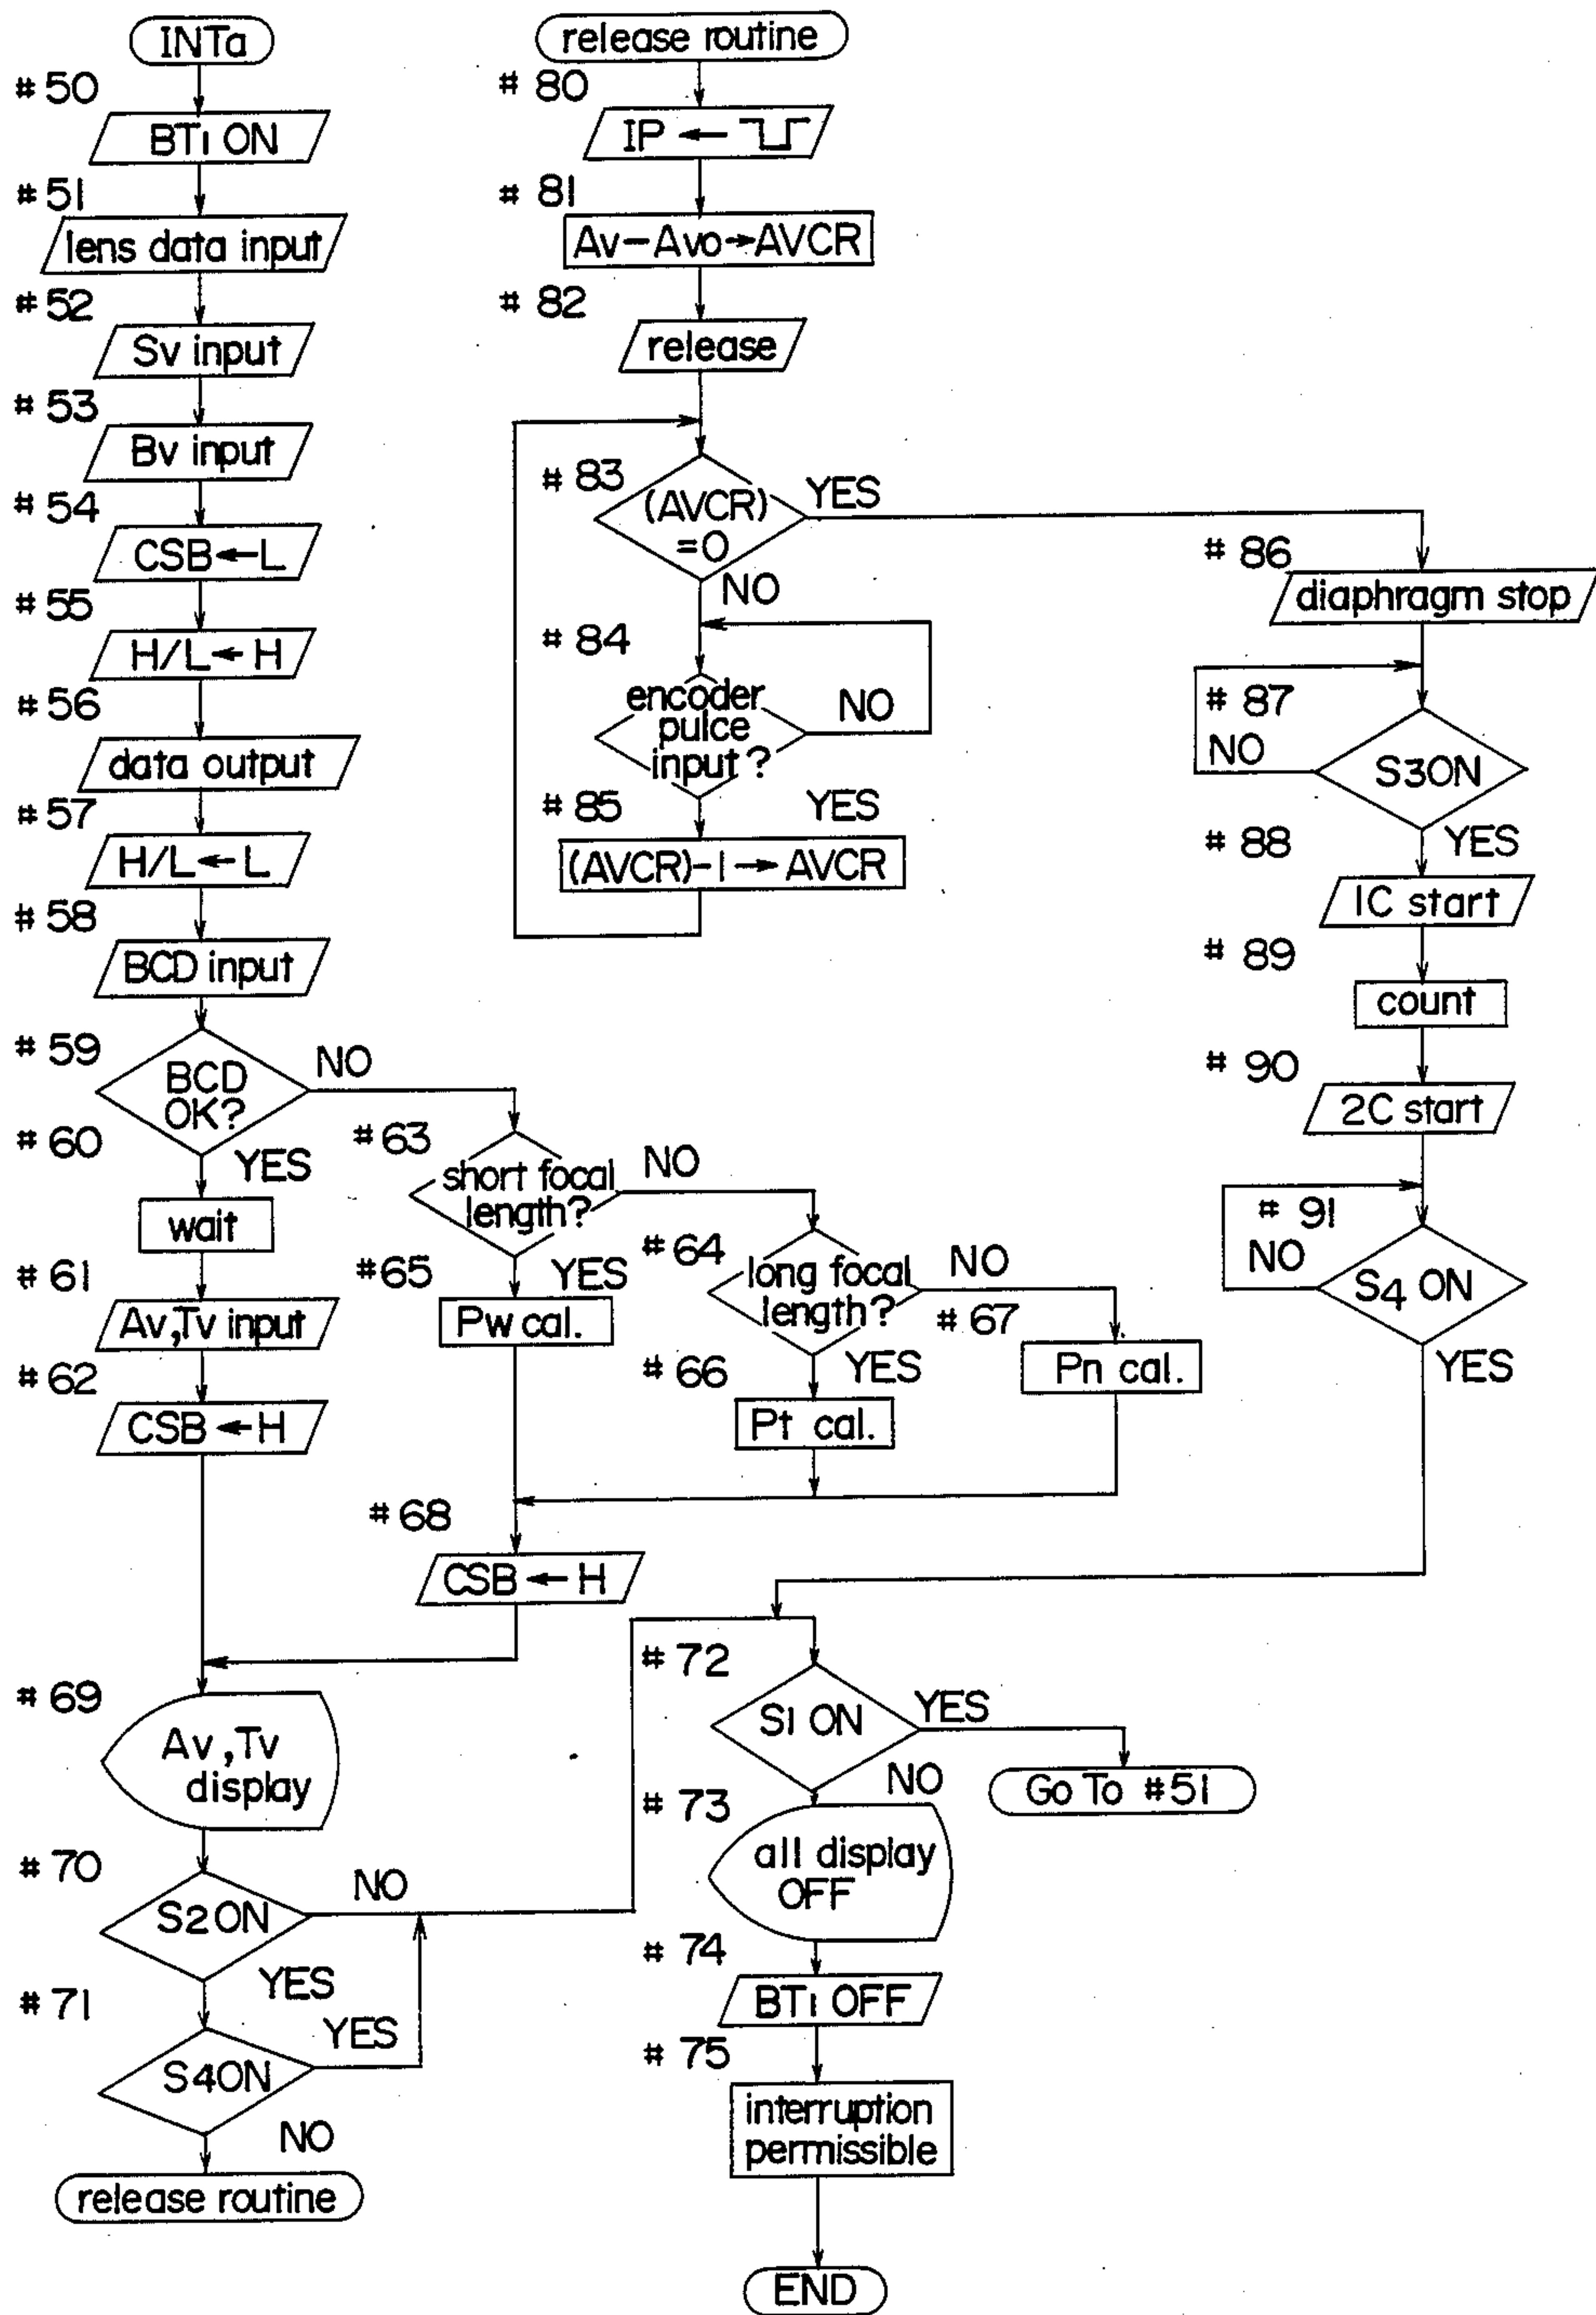 INTa
#50
BT1 ON
#51
lens data input
#52
Sv input
#53
Bv input
#54
CSB←L
#55
H/L←H
#56
data output
#57
H/L←L
#58
BCD input
#59
BCD
OK?
NO
#60
YES
wait
#61
Av,Tv input
#62
CSB←H
#63
short focal
length?
NO
#65
YES
Pw cal.
#64
long focal
length?
NO
#67
Pn cal.
#66
YES
Pt cal.
#68
CSB←H
#69
Av,Tv
display
#70
S2ON
NO
YES
#71
S4ON
YES
NO
release routine
release routine
#80
IP←
#81
Av-Avo→AVCR
#82
release
#83
(AVCR)
=0
YES
NO
#84
encoder
pulce
input?
NO
#85
YES
(AVCR)-1→AVCR
#86
diaphragm stop
#87
NO
S3ON
#88
YES
1C start
#89
count
#90
2C start
#91
NO
S4 ON
YES
#72
S1 ON
YES
Go To #51
NO
#73
all display
OFF
#74
BT1 OFF
#75
interruption
permissible
END